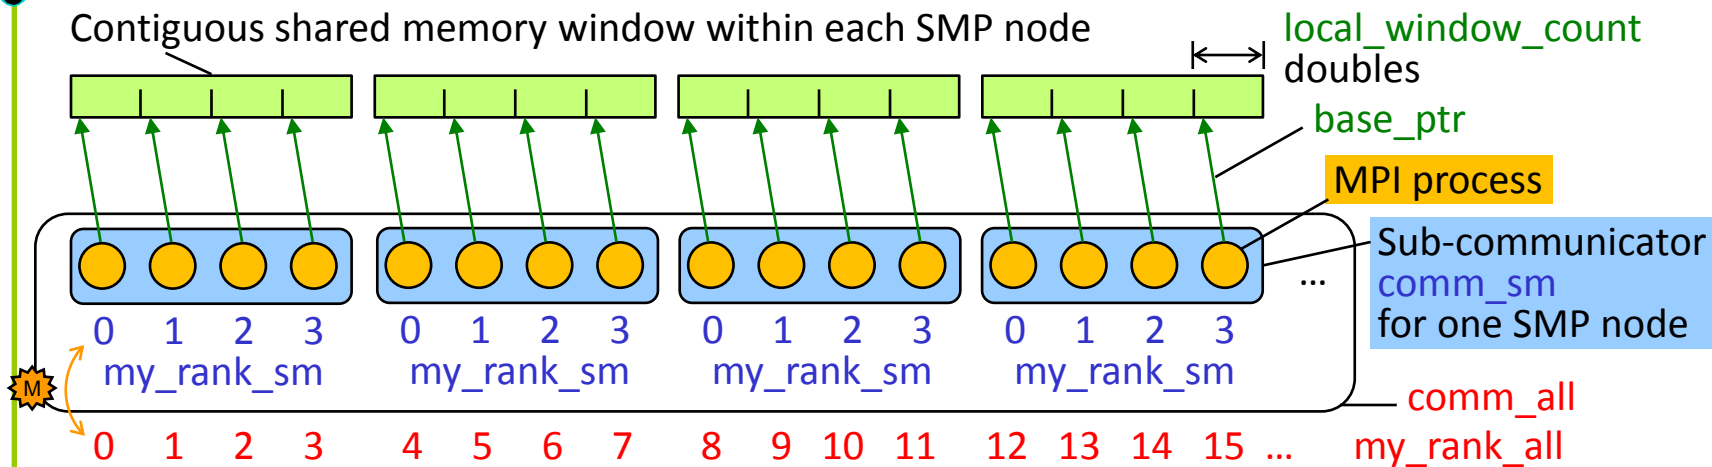 Contiguous shared memory window within each SMP node
local_window_count
doubles
base_ptr
MPI process
Sub-communicator
comm_sm
for one SMP node
...
0 1 2 3 0 1 2 3 0 1 2 3 0 1 2 3
my_rank_sm my_rank_sm my_rank_sm my_rank_sm
M
comm_all
0 1 2 3 4 5 6 7 8 9 10 11 12 13 14 15 ... my_rank_all